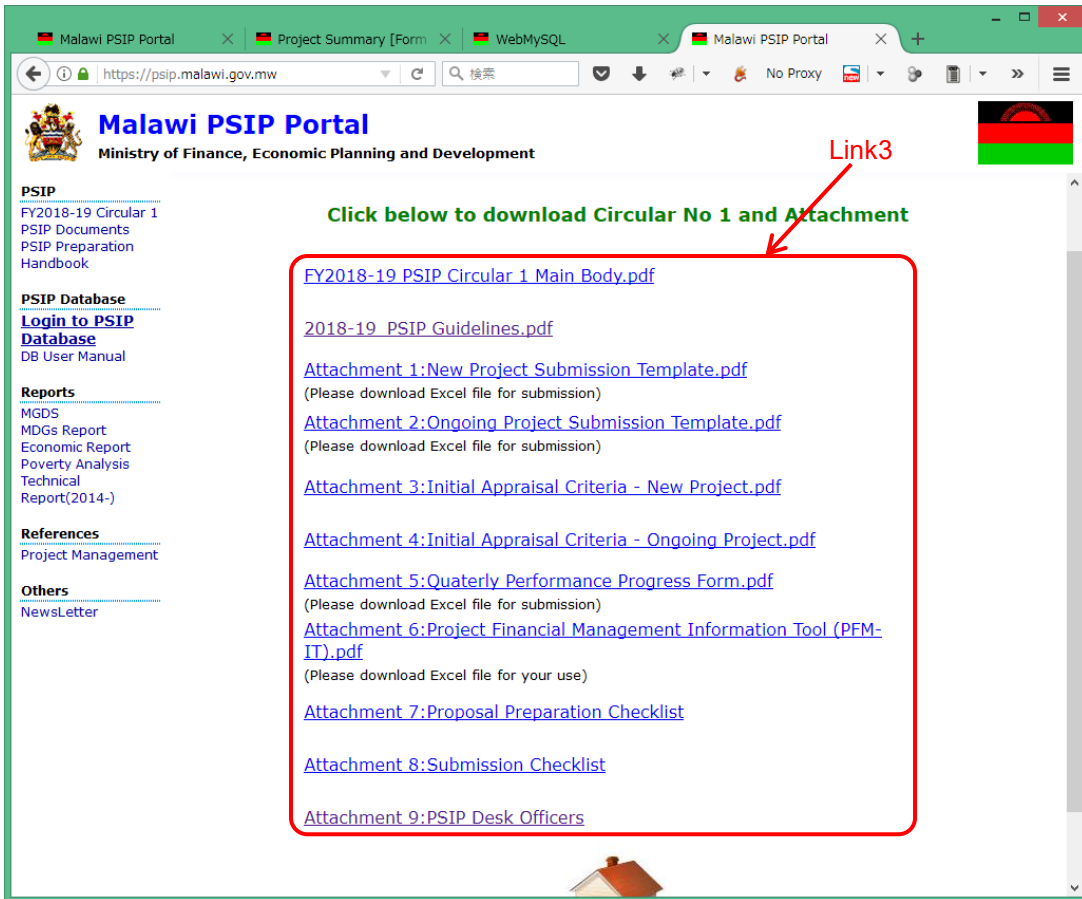 Malawi PSIP Portal
Project Summary [Form
WebMySQL
Malawi PSIP Portal
https://psip.malawi.gov.mw
検索
No Proxy
new
Malawi PSIP Portal
Ministry of Finance, Economic Planning and Development
Link3
PSIP
FY2018-19 Circular 1
PSIP Documents
PSIP Preparation
Handbook
PSIP Database
Login to PSIP
Database
DB User Manual
Reports
MGDS
MDGs Report
Economic Report
Poverty Analysis
Technical
Report(2014-)
References
Project Management
Others
NewsLetter
Click below to download Circular No 1 and Attachment
FY2018-19 PSIP Circular 1 Main Body.pdf
2018-19 PSIP Guidelines.pdf
Attachment 1:New Project Submission Template.pdf
(Please download Excel file for submission)
Attachment 2:Ongoing Project Submission Template.pdf
(Please download Excel file for submission)
Attachment 3:Initial Appraisal Criteria - New Project.pdf
Attachment 4:Initial Appraisal Criteria - Ongoing Project.pdf
Attachment 5:Quaterly Performance Progress Form.pdf
(Please download Excel file for submission)
Attachment 6:Project Financial Management Information Tool (PFM-
IT).pdf
(Please download Excel file for your use)
Attachment 7:Proposal Preparation Checklist
Attachment 8:Submission Checklist
Attachment 9:PSIP Desk Officers